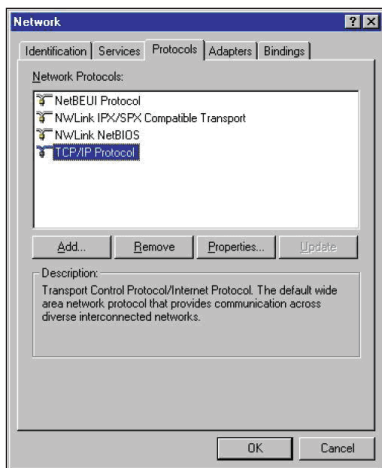 Network
Identification Services Protocols Adapters Bindings
Network Protocols:
NetBEUI Protocol
NWLink IPX/SPX Compatible Transport
NWLink NetBIOS
TCP/IP Protocol
Add... Remove Properties... Update
Description:
Transport Control Protocol/Internet Protocol. The default wide
area network protocol that provides communication across
diverse interconnected networks.
OK Cancel